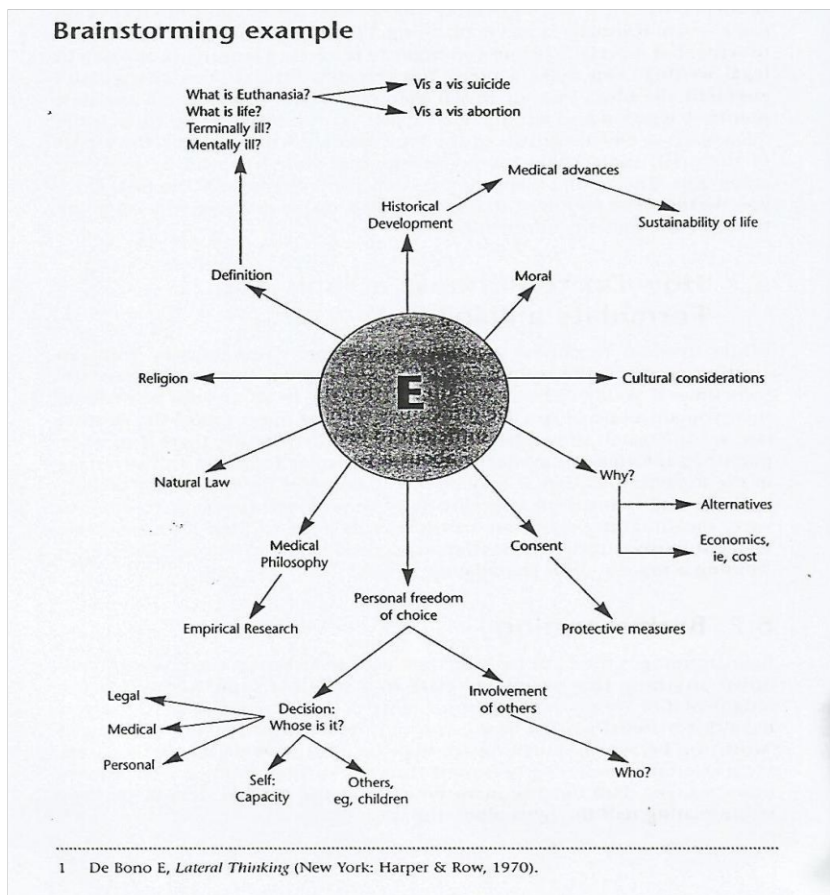 Brainstorming example
What is Euthanasia?
What is life?
Terminally ill?
Mentally ill?
Vis a vis suicide
Vis a vis abortion
Medical advances
Historical
Development
Sustainability of life
Definition
Moral
Religion
E
Cultural considerations
Natural Law
Why?
Alternatives
Economics,
ie, cost
Medical
Philosophy
Consent
Personal freedom
of choice
Empirical Research
Protective measures
Legal
Medical
Personal
Decision:
Whose is it?
Involvement
of others
Self:
Capacity
Others,
eg, children
Who?
1 De Bono E, Lateral Thinking (New York: Harper & Row, 1970).